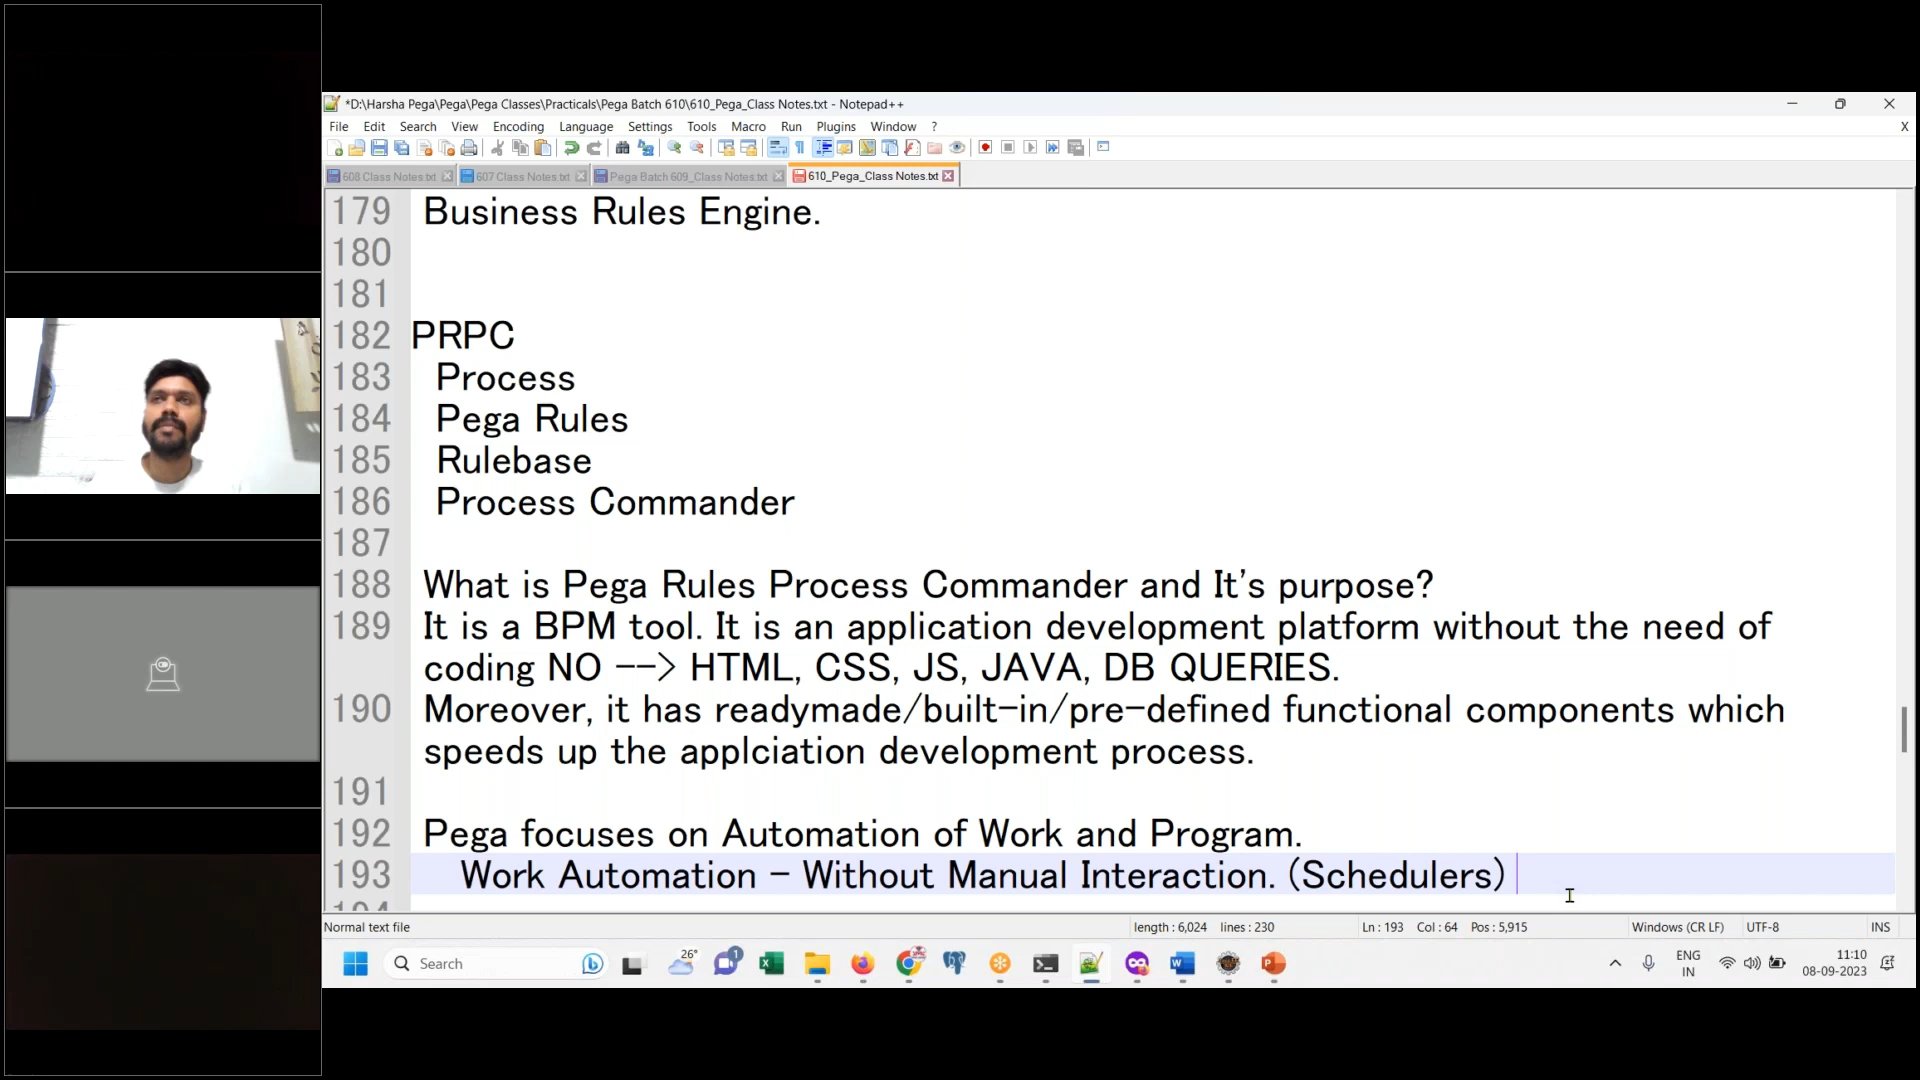 *D:\Harsha Pega\Pega\Pega Classes\Practicals\Pega Batch 610\610_Pega_Class Notes.txt - Notepad++
File Edit Search View Encoding Language Settings Tools Macro Run Plugins Window ?
X
608 Class Notes.txt 607 Class Notes.txt Pega Batch 609_Class Notes.txt 610_Pega_Class Notes.txt
179 Business Rules Engine.
180
181
182 PRPC
183 Process
184 Pega Rules
185 Rulebase
186 Process Commander
187
188 What is Pega Rules Process Commander and It's purpose?
189 It is a BPM tool. It is an application development platform without the need of
coding NO --> HTML, CSS, JS, JAVA, DB QUERIES.
190 Moreover, it has readymade/built-in/pre-defined functional components which
speeds up the applciation development process.
191
192 Pega focuses on Automation of Work and Program.
193 Work Automation - Without Manual Interaction. (Schedulers)
Normal text file length : 6,024 lines : 230 Ln : 193 Col : 64 Pos : 5,915 Windows (CR LF) UTF-8 INS
Search 26° 1 ENG 11:10
IN 08-09-2023